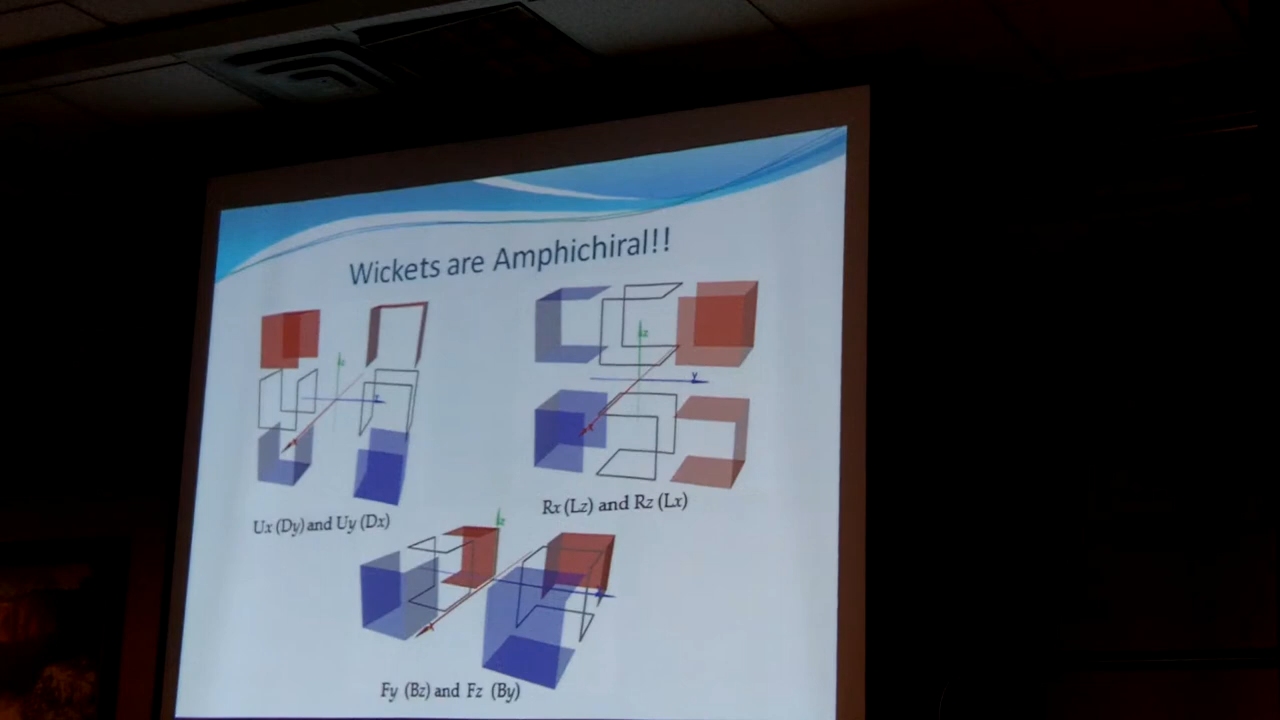 Wickets are Amphichiral!!
z
y
x
z
y
x
Ux (Dy) and Uy (Dx)
Rx (Lz) and Rz (Lx)
z
x
Fy (Bz) and Fz (By)